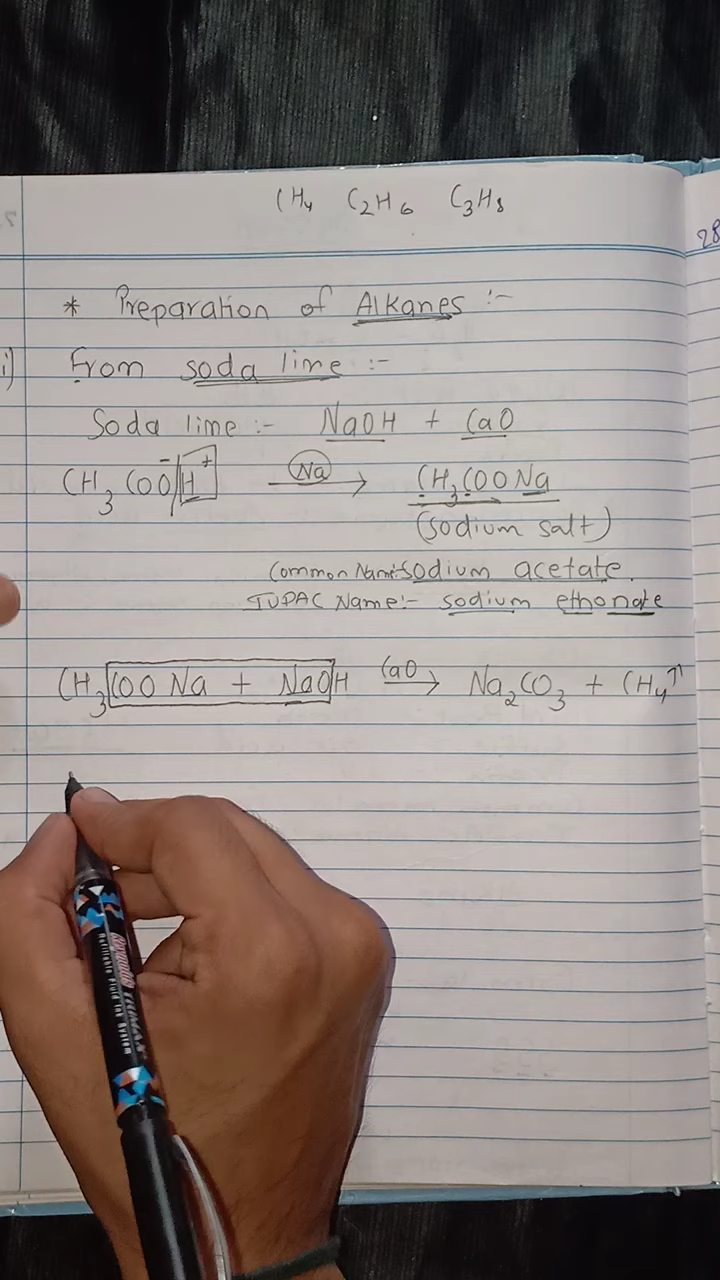 CH4 C2H6 C3H8
28
* Preparation of Alkanes :-
i) From soda lime :-
Soda lime :- NaOH + CaO
CH3COO-/H+ Na → CH3COONa
(sodium salt)
Common Name:- sodium acetate.
IUPAC Name:- sodium ethonate
CH3COONa + NaOH CaO → Na2CO3 + CH4↑